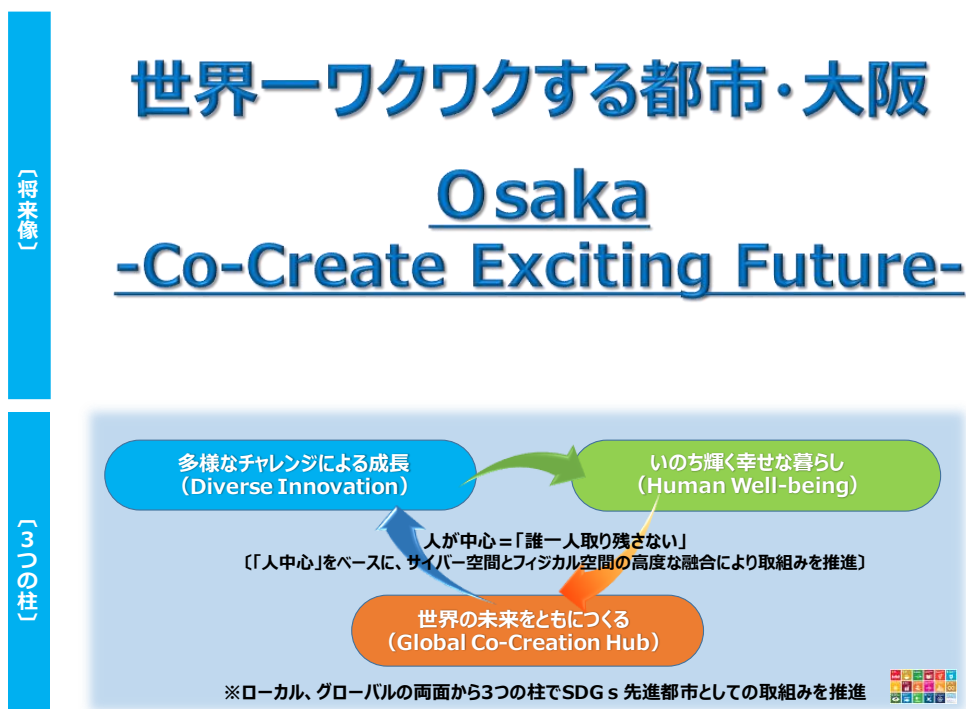 〔将来像〕
世界一ワクワクする都市・大阪
Osaka
-Co-Create Exciting Future-
〔３つの柱〕
多様なチャレンジによる成長
（Diverse Innovation）
いのち輝く幸せな暮らし
（Human Well-being）
人が中心＝「誰一人取り残さない」
〔「人中心」をベースに、サイバー空間とフィジカル空間の高度な融合により取組みを推進〕
世界の未来をともにつくる
（Global Co-Creation Hub）
※ローカル、グローバルの両面から3つの柱でSDGｓ先進都市としての取組みを推進